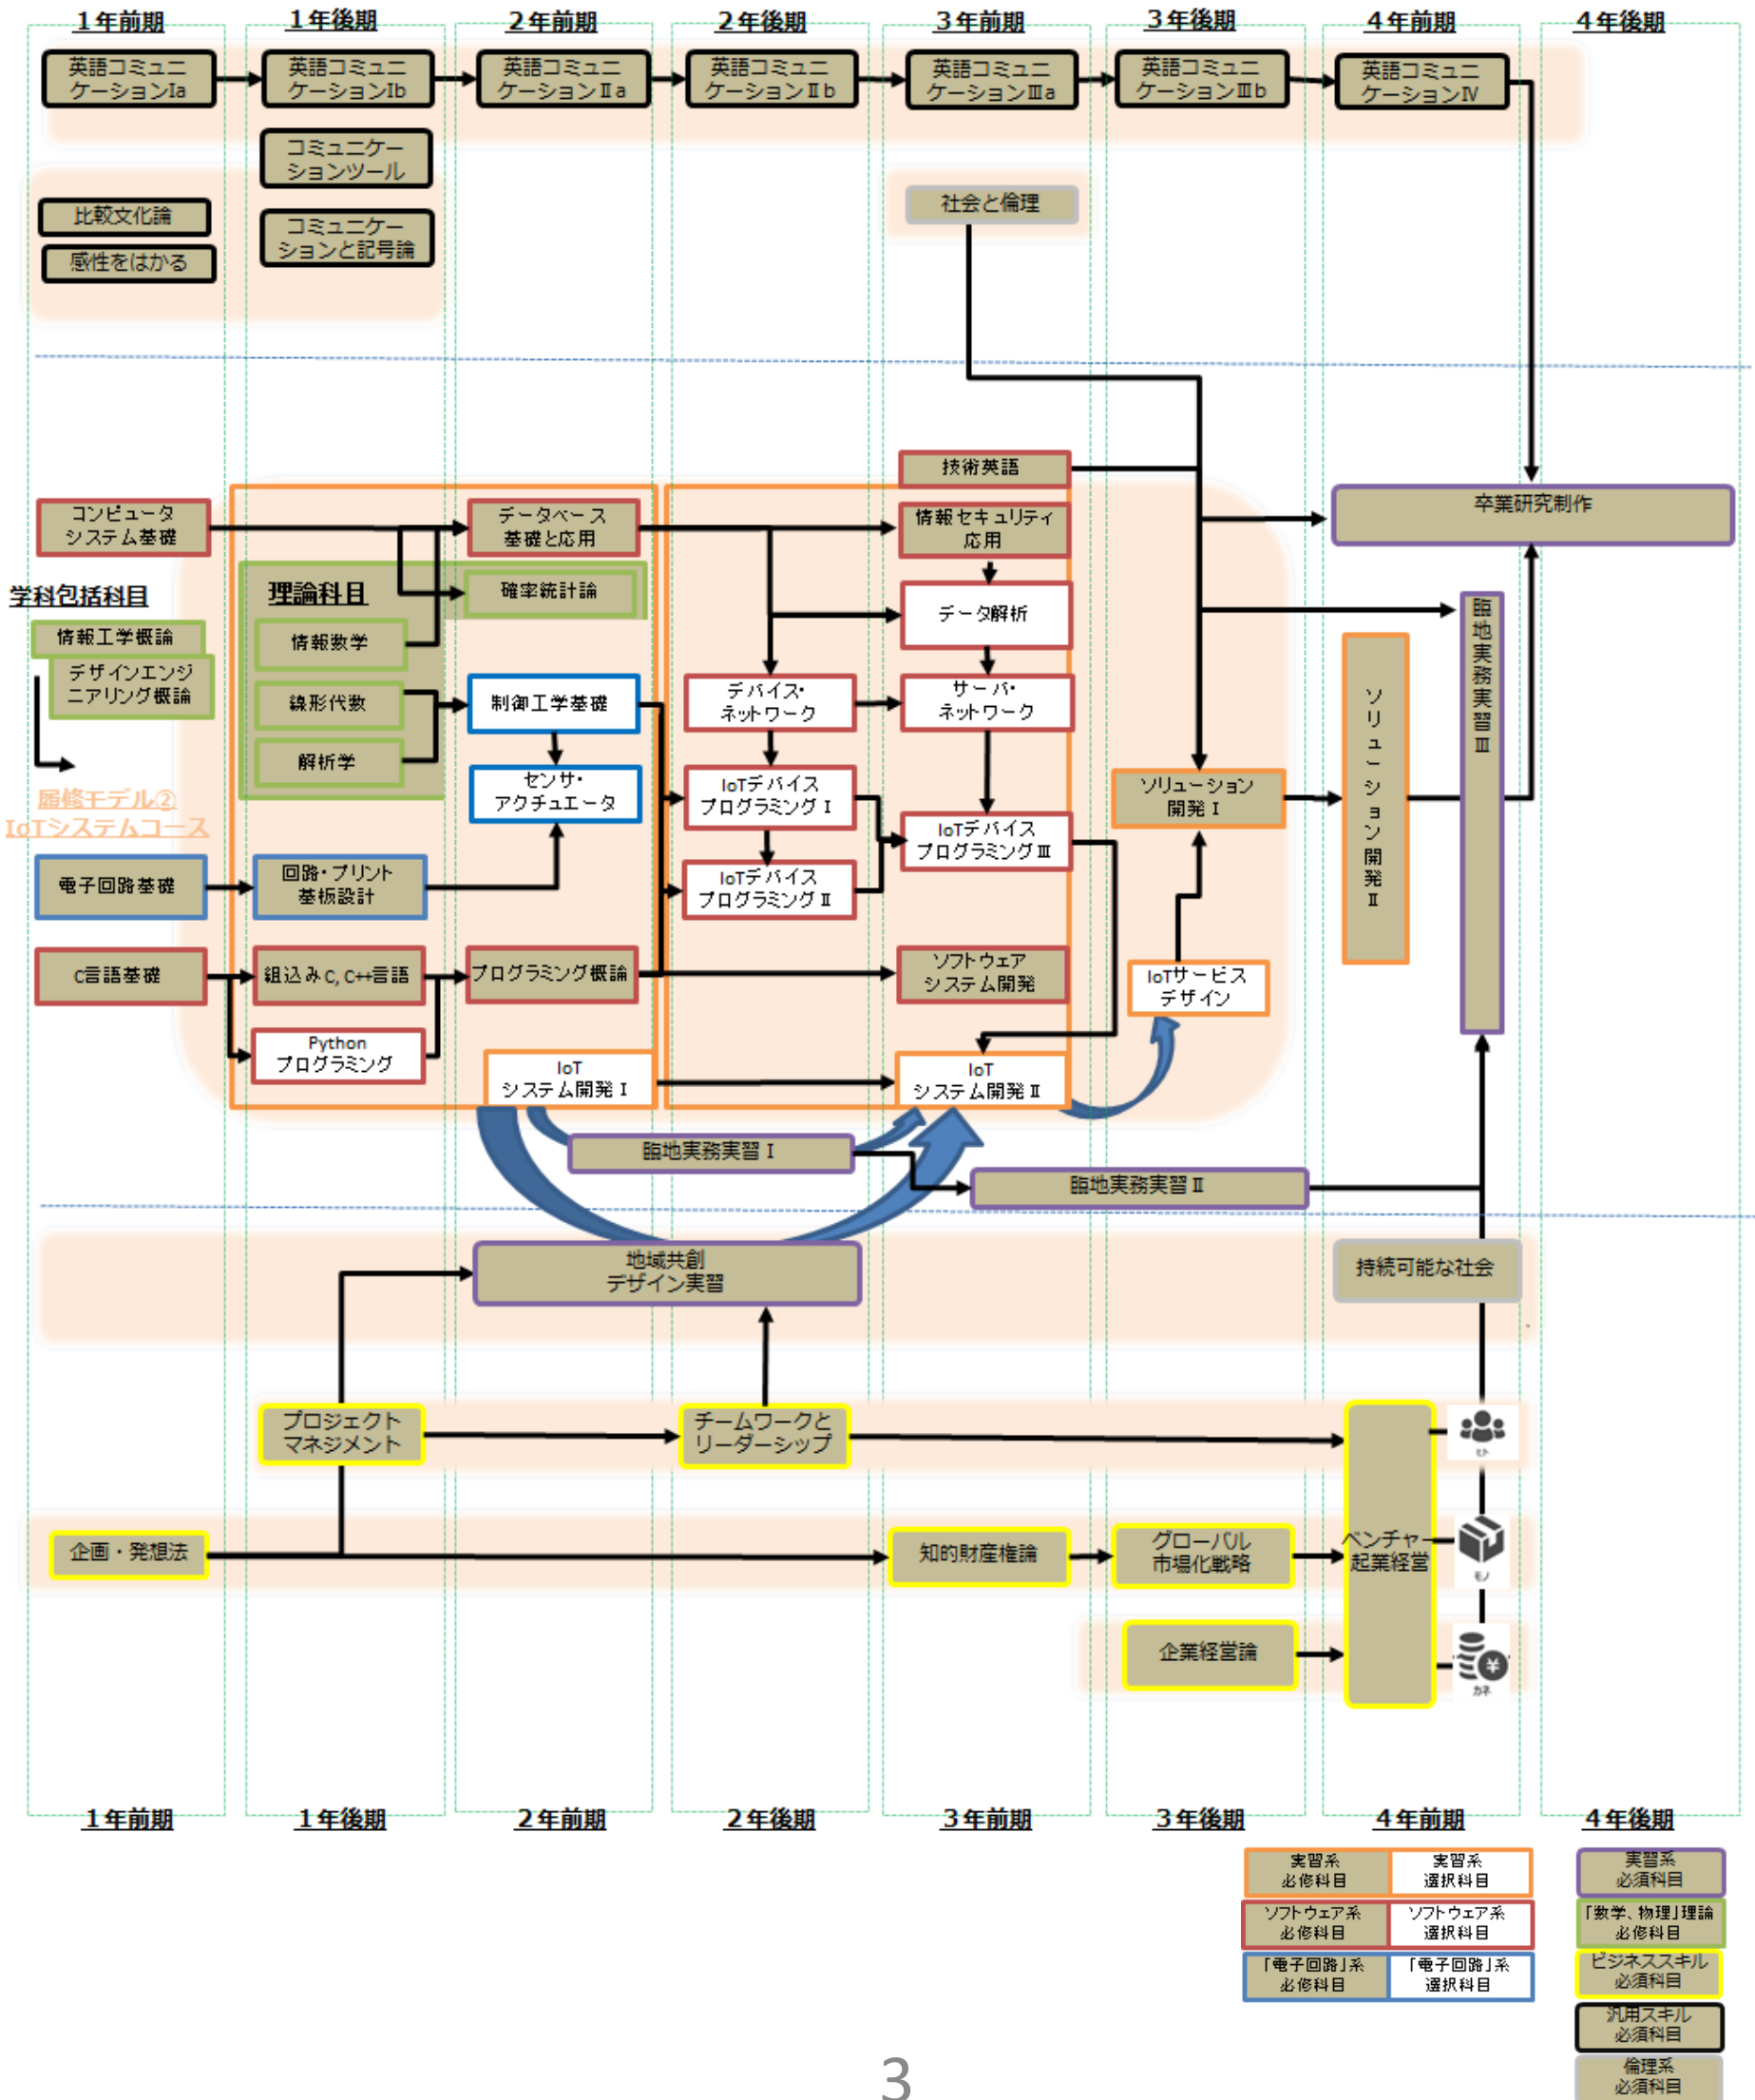 １年前期
１年後期
２年前期
２年後期
３年前期
３年後期
４年前期
４年後期
英語コミュニ
ケーションIa
英語コミュニ
ケーションIb
英語コミュニ
ケーションⅡa
英語コミュニ
ケーションⅡb
英語コミュニ
ケーションⅢa
英語コミュニ
ケーションⅢb
英語コミュニ
ケーションⅣ
コミュニケー
ションツール
比較文化論
感性をはかる
コミュニケー
ションと記号論
社会と倫理
技術英語
コンピュータ
システム基礎
データベース
基礎と応用
情報セキュリティ
応用
卒業研究制作
学科包括科目
情報工学概論
デザインエンジ
ニアリング概論
理論科目
確率統計論
情報数学
線形代数
解析学
データ解析
制御工学基礎
デバイス・
ネットワーク
サーバ・
ネットワーク
センサ・
アクチュエータ
IoTデバイス
プログラミングⅠ
ソリューション
開発Ⅰ
ソリューション開発Ⅱ
臨地実務実習Ⅲ
履修モデル②
IoTシステムコース
IoTデバイス
プログラミングⅢ
電子回路基礎
回路・プリント
基板設計
IoTデバイス
プログラミングⅡ
C言語基礎
組込みC, C++言語
プログラミング概論
ソフトウェア
システム開発
IoTサービス
デザイン
Python
プログラミング
IoT
システム開発Ⅰ
IoT
システム開発Ⅱ
臨地実務実習Ⅰ
臨地実務実習Ⅱ
地域共創
デザイン実習
持続可能な社会
プロジェクト
マネジメント
チームワークと
リーダーシップ
ヒト
企画・発想法
知的財産権論
グローバル
市場化戦略
ベンチャー
起業経営
モノ
企業経営論
¥
カネ
１年前期
１年後期
２年前期
２年後期
３年前期
３年後期
４年前期
４年後期
実習系
必修科目
実習系
選択科目
実習系
必須科目
ソフトウェア系
必修科目
ソフトウェア系
選択科目
「数学、物理」理論
必修科目
「電子回路」系
必修科目
「電子回路」系
選択科目
ビジネススキル
必須科目
汎用スキル
必須科目
倫理系
必須科目
3